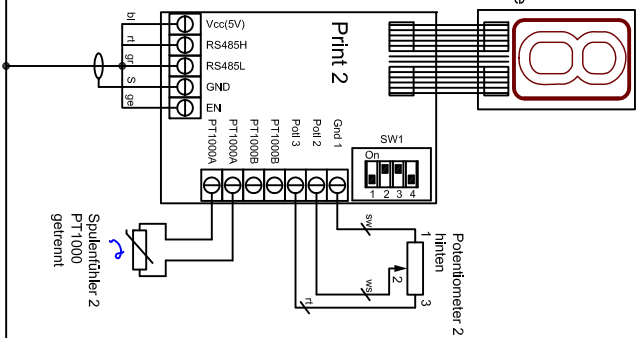 e
bl
rt
gr
S
ge
Vcc(5V)
RS485H
RS485L
GND
EN
Print 2
SW1
On
1 2 3 4
PT1000A
PT1000A
PT1000B
PT1000B
Poti 3
Poti 2
Gnd 1
sw
ws
rt
1
2
3
Potentiometer 2
hinten
Spulenfühler 2
PT1000
getrennt
2